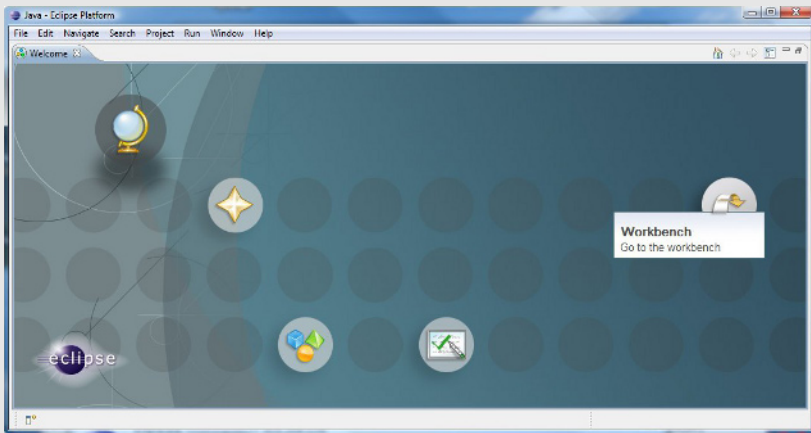 Java - Eclipse Platform
File Edit Navigate Search Project Run Window Help
Welcome
Workbench
Go to the workbench
eclipse